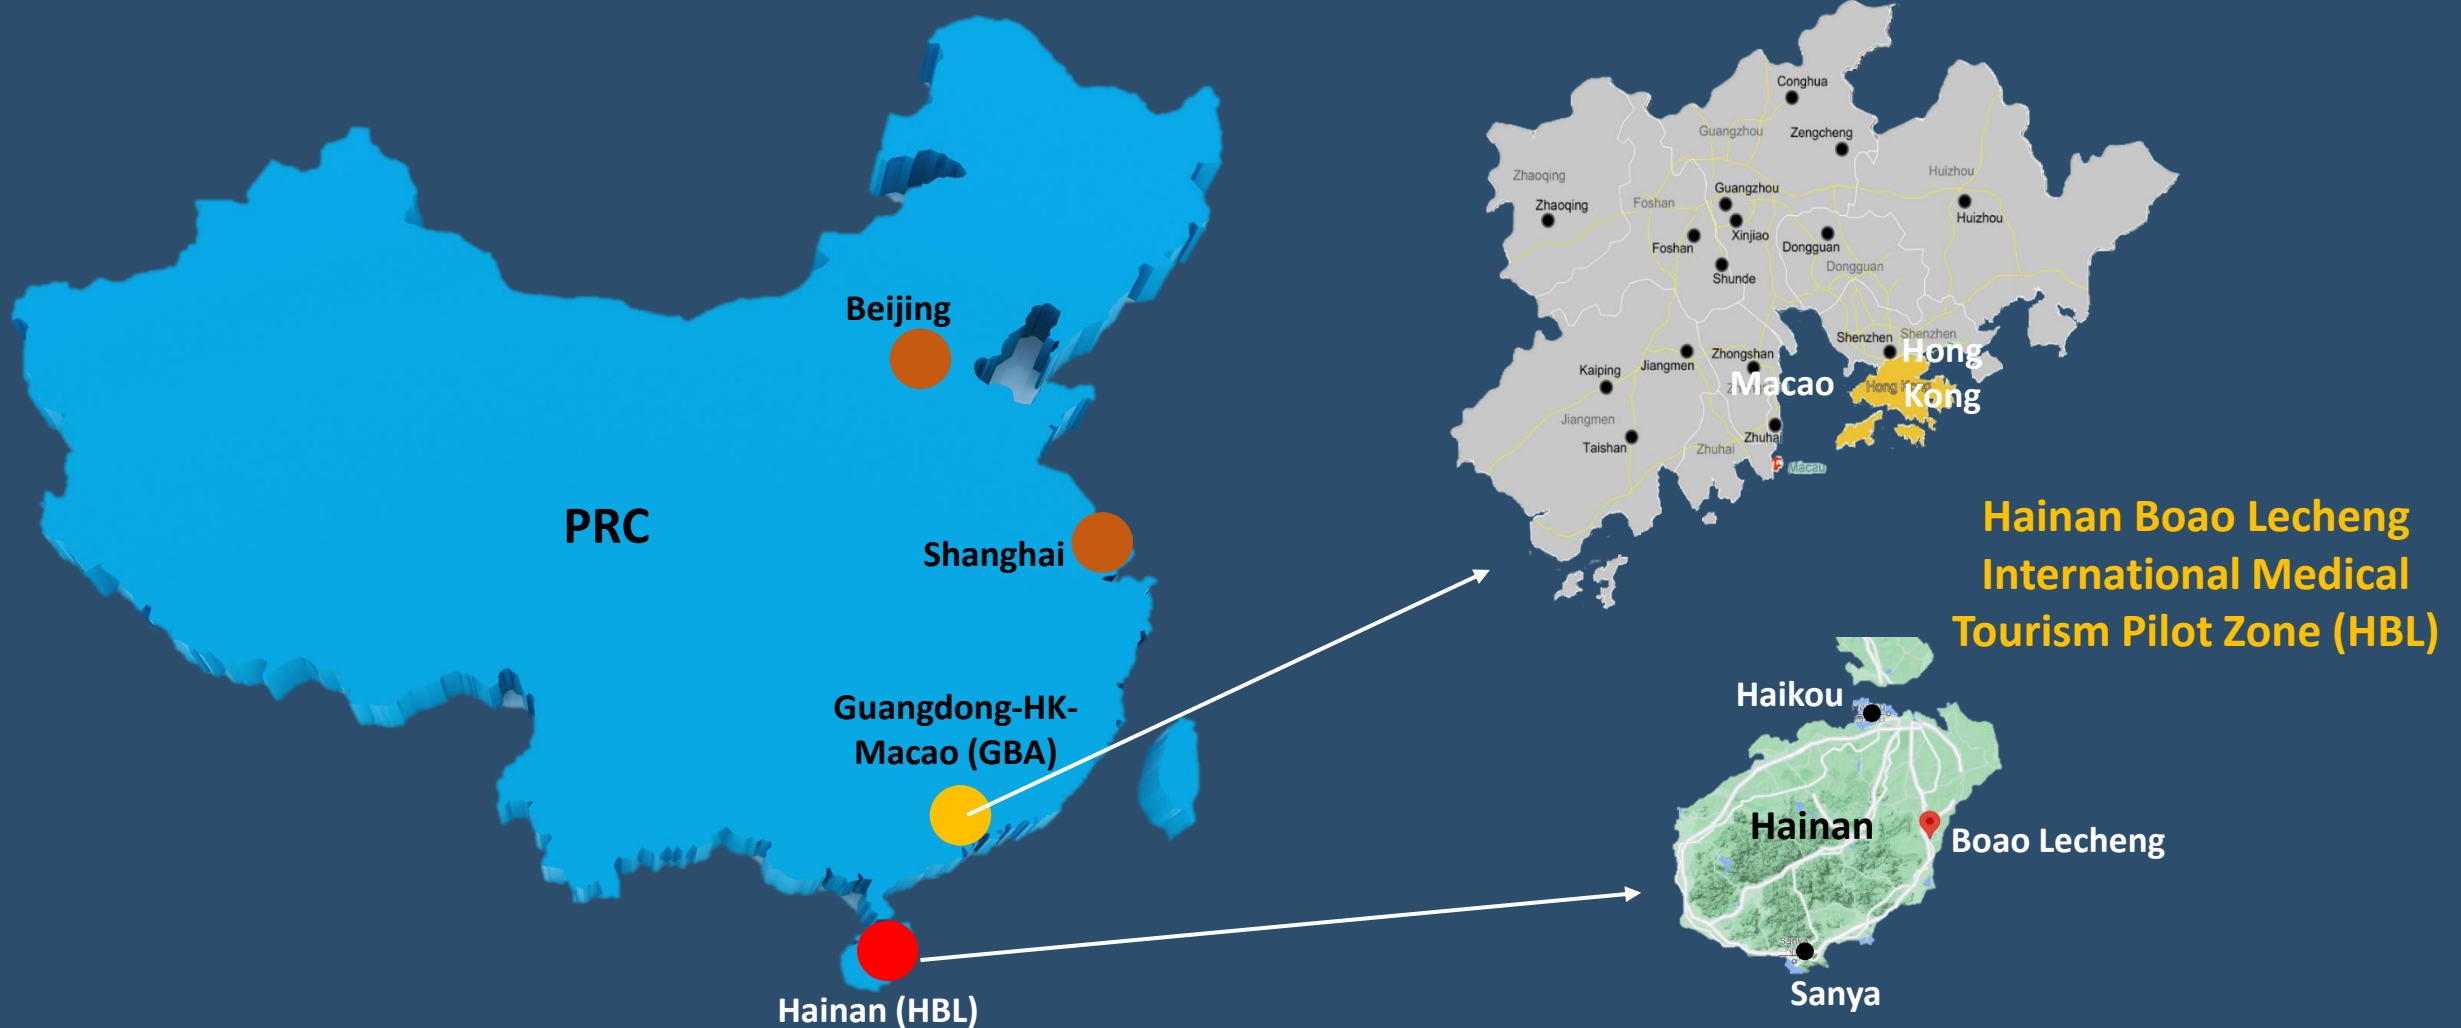 Beijing
PRC
Shanghai
Guangdong-HK-
Macao (GBA)
Hainan (HBL)
Conghua
Guangzhou
Zengcheng
Zhaoqing
Huizhou
Zhaoqing
Foshan
Guangzhou
Huizhou
Foshan
Xinjiao
Dongguan
Dongguan
Shunde
Shenzhen
Shenzhen
Hong
Kong
Hong Kong
Zhongshan
Jiangmen
Kaiping
Macao
Jiangmen
Taishan
Zhuhai
Zhuhai
Macau
Hainan Boao Lecheng
International Medical
Tourism Pilot Zone (HBL)
Haikou
Hainan
Boao Lecheng
Sanya